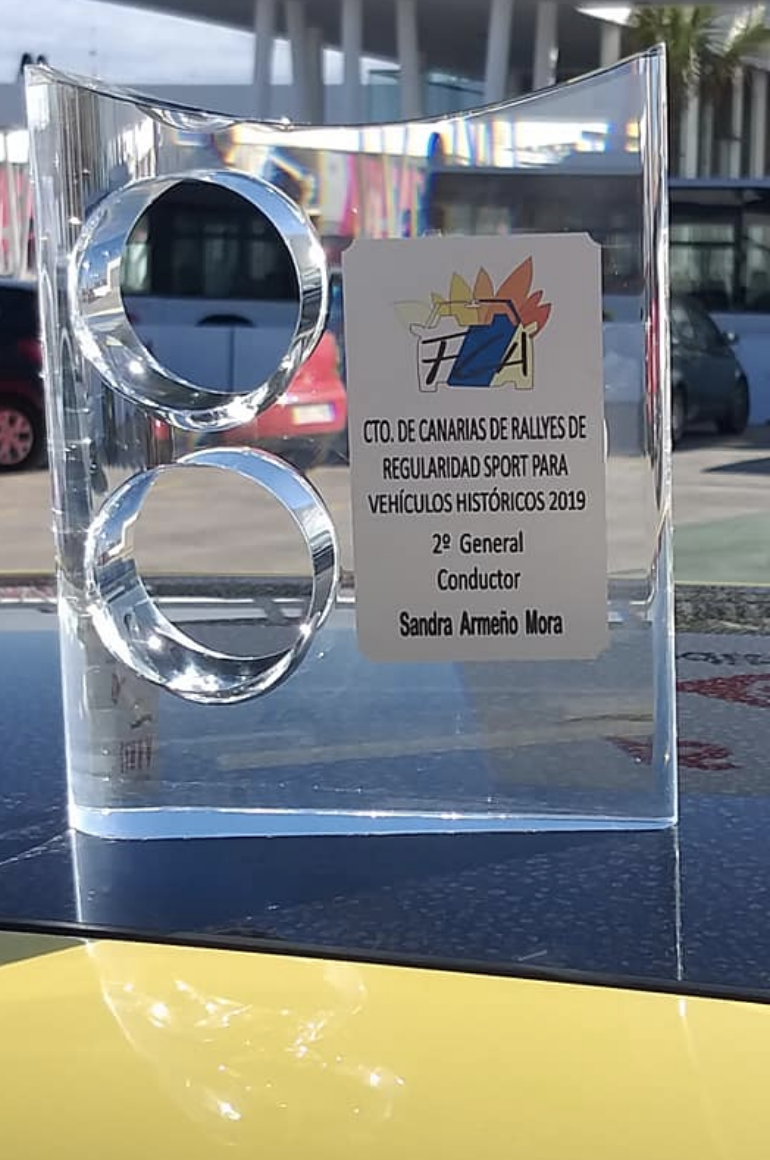 FCA
CTO. DE CANARIAS DE RALLYES DE
REGULARIDAD SPORT PARA
VEHÍCULOS HISTÓRICOS 2019
2º General
Conductor
Sandra Armeño Mora